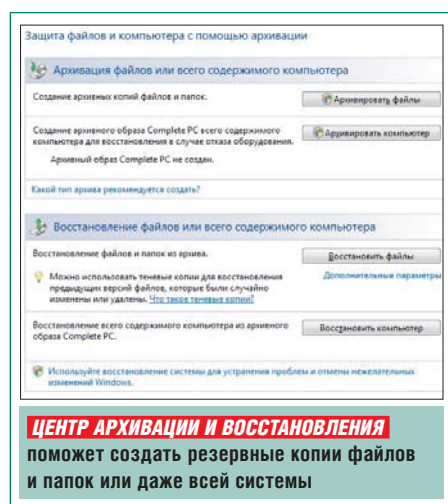 Защита файлов и компьютера с помощью архивации
Архивация файлов или всего содержимого компьютера
Создание архивных копий файлов и папок.
Архивировать файлы
Создание архивного образа Complete PC всего содержимого
компьютера для восстановления в случае отказа оборудования.
Архивировать компьютер
Архивный образ Complete PC не создан.
Какой тип архива рекомендуется создать?
Восстановление файлов или всего содержимого компьютера
Восстановление файлов и папок из архива.
Восстановить файлы
Можно использовать теневые копии для восстановления
предыдущих версий файлов, которые были случайно
изменены или удалены. Что такое теневые копии?
Дополнительные параметры
Восстановление всего содержимого компьютера из архивного
образа Complete PC.
Восстановить компьютер
Используйте восстановление системы для устранения проблем и отмены нежелательных
изменений Windows.
ЦЕНТР АРХИВАЦИИ И ВОССТАНОВЛЕНИЯ
поможет создать резервные копии файлов
и папок или даже всей системы